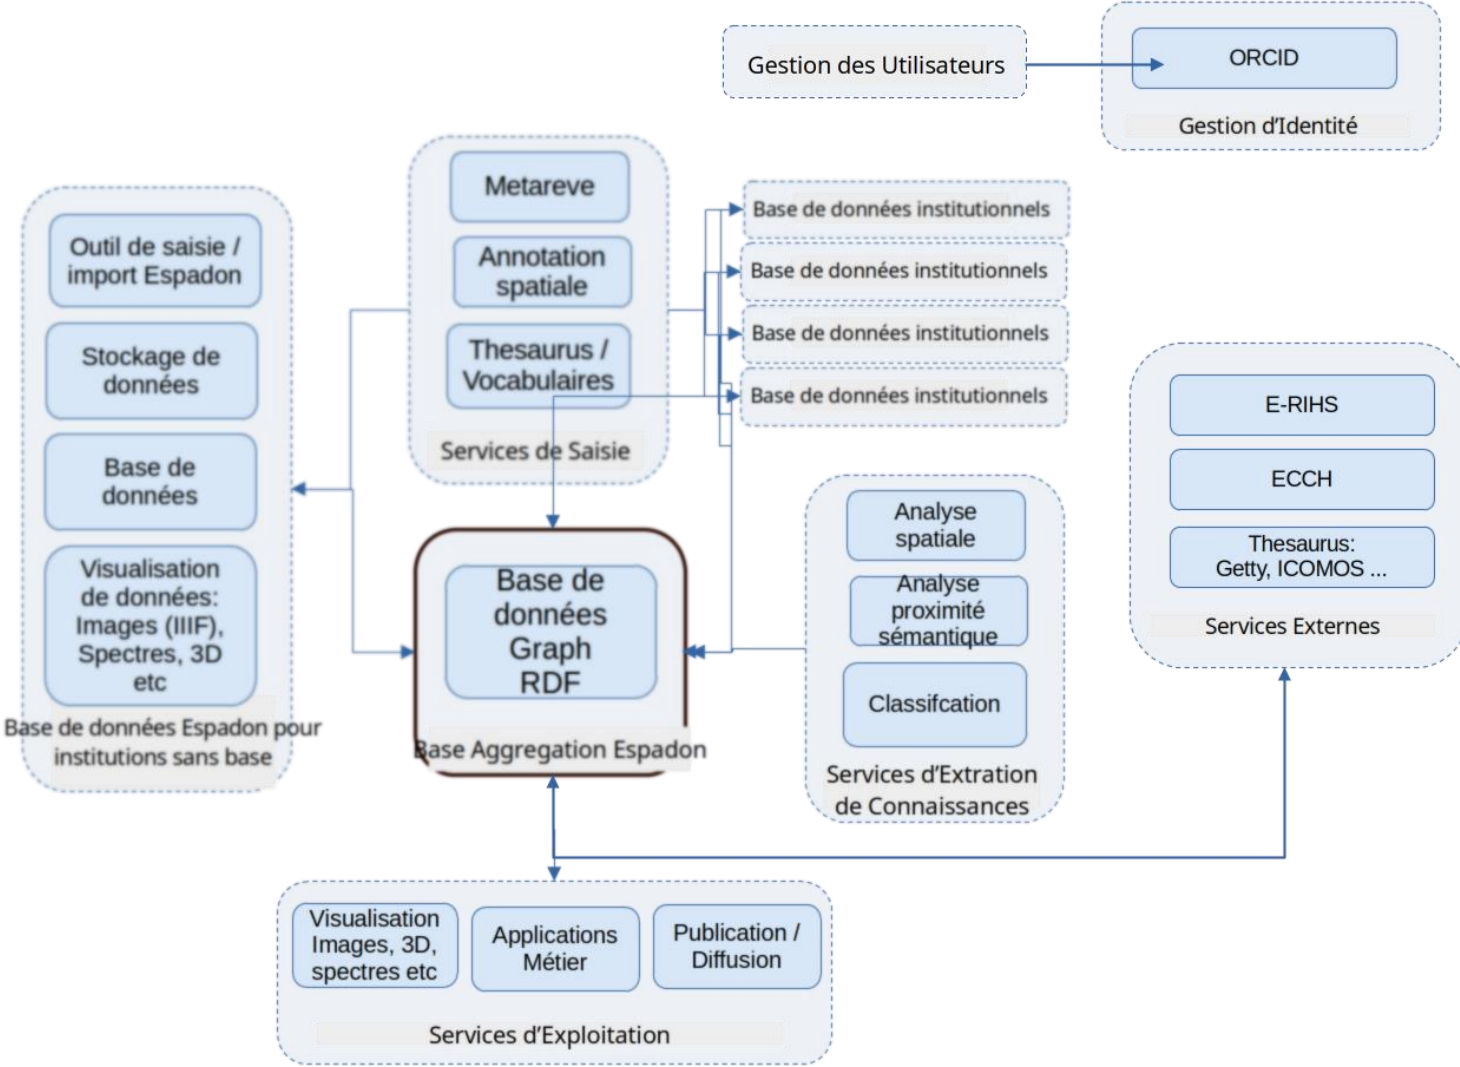 Gestion des Utilisateurs
ORCID
Gestion d'Identité
Metareve
Annotation
spatiale
Thesaurus /
Vocabulaires
Services de Saisie
Outil de saisie /
import Espadon
Stockage de
données
Base de
données
Visualisation
de données:
Images (IIIF),
Spectres, 3D
etc
Base de données Espadon pour
institutions sans base
Base de données institutionnels
Base de données institutionnels
Base de données institutionnels
Base de données institutionnels
Base de
données
Graph
RDF
Base Aggregation Espadon
Analyse
spatiale
Analyse
proximité
sémantique
Classifcation
Services d'Extration
de Connaissances
E-RIHS
ECCH
Thesaurus:
Getty, ICOMOS ...
Services Externes
Visualisation
Images, 3D,
spectres etc
Applications
Métier
Publication /
Diffusion
Services d'Exploitation